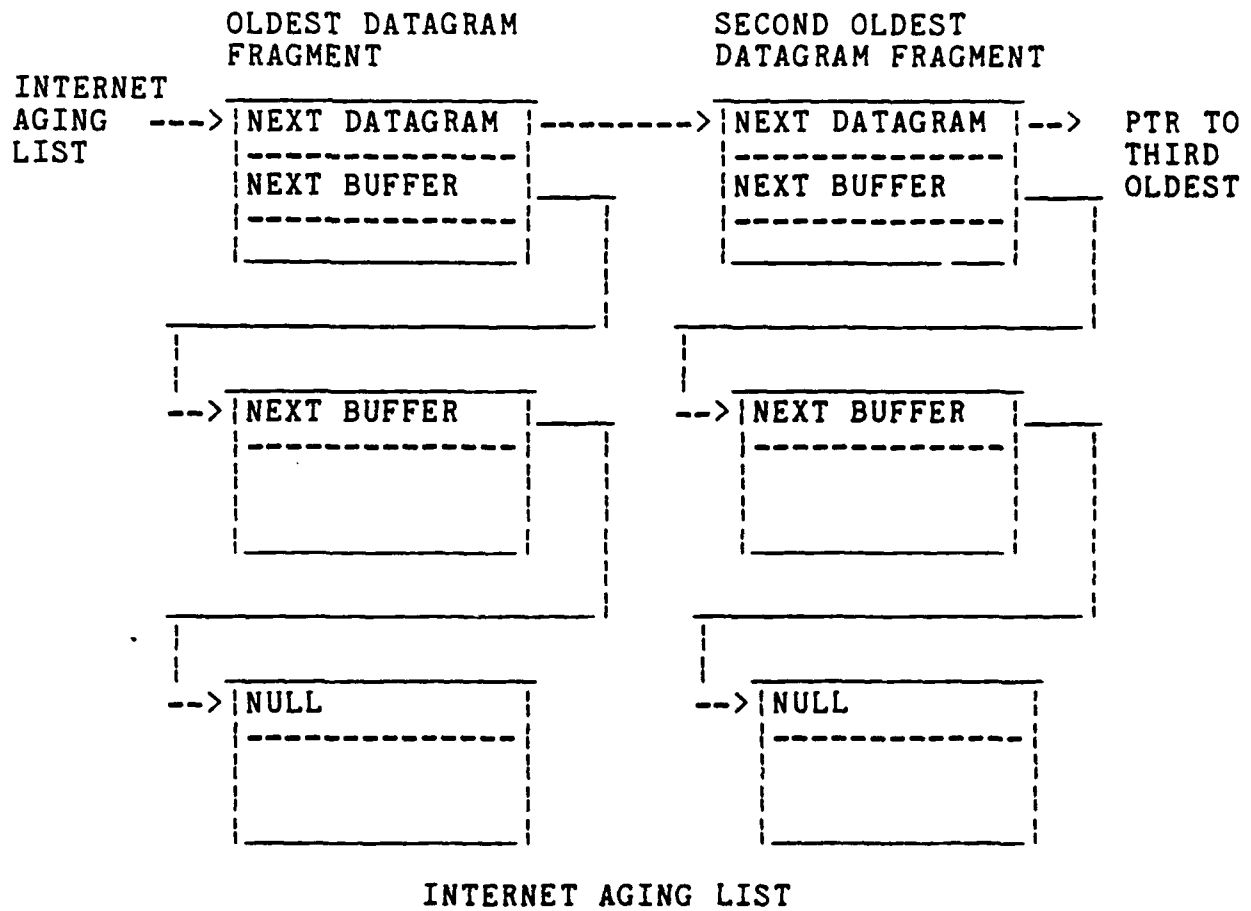 OLDEST DATAGRAM
FRAGMENT
SECOND OLDEST
DATAGRAM FRAGMENT
INTERNET
AGING
LIST
NEXT DATAGRAM
NEXT BUFFER
NEXT DATAGRAM
NEXT BUFFER
PTR TO
THIRD
OLDEST
NEXT BUFFER
NEXT BUFFER
NULL
NULL
INTERNET AGING LIST